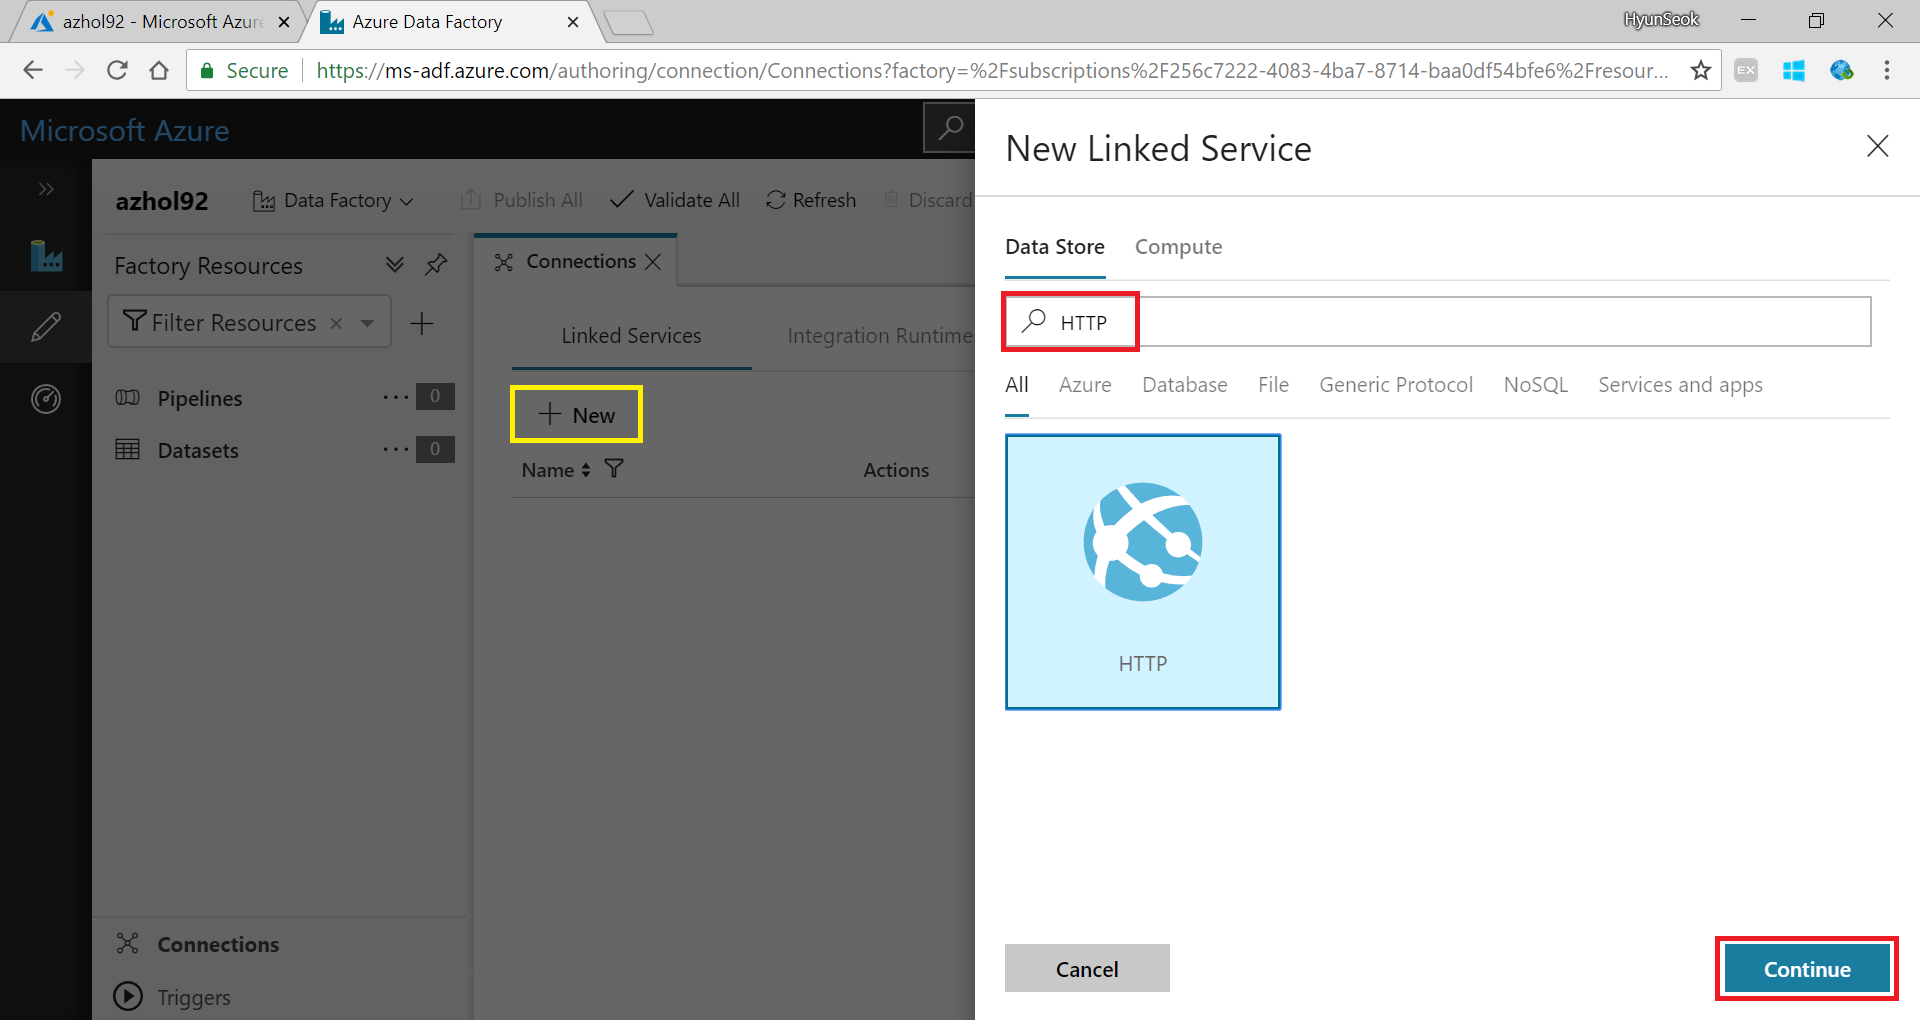 azhol92 - Microsoft Azure
Azure Data Factory
HyunSeok
Secure
https://ms-adf.azure.com/authoring/connection/Connections?factory=%2Fsubscriptions%2F256c7222-4083-4ba7-8714-baa0df54bfe6%2Fresour...
EX
Microsoft Azure
azhol92
Data Factory
Publish All
Validate All
Refresh
Discard
Factory Resources
Filter Resources
Pipelines
0
Datasets
0
Connections
Triggers
Connections
Linked Services
Integration Runtime
New
Name
Actions
New Linked Service
Data Store
Compute
HTTP
All
Azure
Database
File
Generic Protocol
NoSQL
Services and apps
HTTP
Cancel
Continue